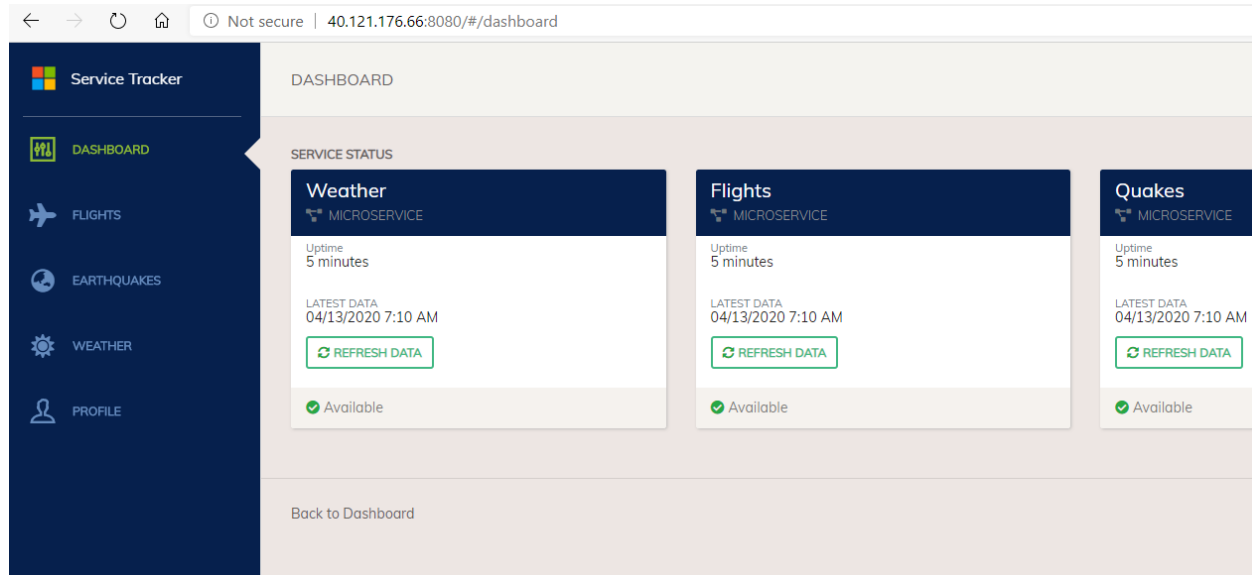 Not secure | 40.121.176.66:8080/#/dashboard
Service Tracker
DASHBOARD
FLIGHTS
EARTHQUAKES
WEATHER
PROFILE
DASHBOARD
SERVICE STATUS
Weather
MICROSERVICE
Uptime
5 minutes
LATEST DATA
04/13/2020 7:10 AM
REFRESH DATA
Available
Flights
MICROSERVICE
Uptime
5 minutes
LATEST DATA
04/13/2020 7:10 AM
REFRESH DATA
Available
Quakes
MICROSERVICE
Uptime
5 minutes
LATEST DATA
04/13/2020 7:10 AM
REFRESH DATA
Available
Back to Dashboard